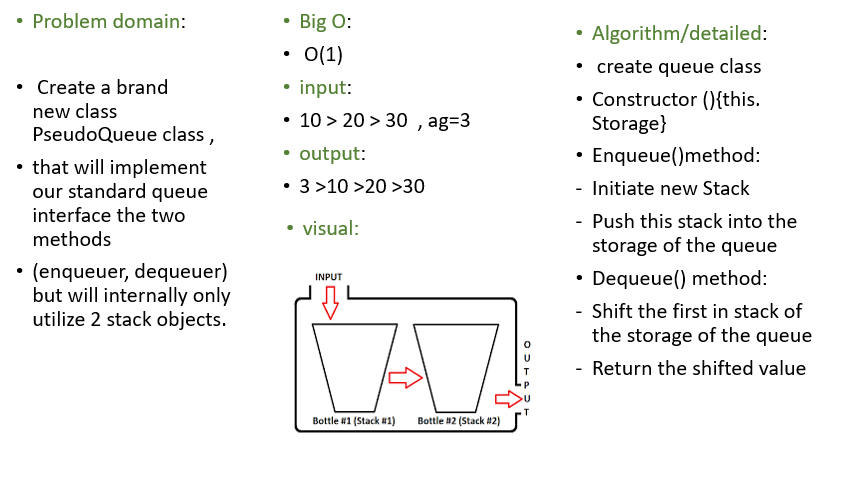 • Problem domain:
• Create a brand
new class
PseudoQueue class ,
• that will implement
our standard queue
interface the two
methods
• (enqueuer, dequeuer)
but will internally only
utilize 2 stack objects.
• Big O:
• O(1)
• input:
• 10 > 20 > 30 , ag=3
• output:
• 3 >10 >20 >30
• visual:
INPUT
Bottle #1 (Stack #1)
Bottle #2 (Stack #2)
OUTPUT
• Algorithm/detailed:
• create queue class
• Constructor (){this.
Storage}
• Enqueue()method:
- Initiate new Stack
- Push this stack into the
storage of the queue
• Dequeue() method:
- Shift the first in stack of
the storage of the queue
- Return the shifted value